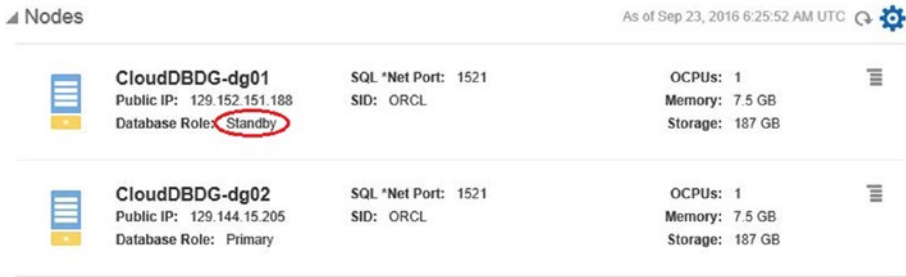 Nodes
As of Sep 23, 2016 6:25:52 AM UTC
CloudDBDG-dg01
Public IP: 129.152.151.188
Database Role: Standby
SQL *Net Port: 1521
SID: ORCL
OCPUs: 1
Memory: 7.5 GB
Storage: 187 GB
CloudDBDG-dg02
Public IP: 129.144.15.205
Database Role: Primary
SQL *Net Port: 1521
SID: ORCL
OCPUs: 1
Memory: 7.5 GB
Storage: 187 GB